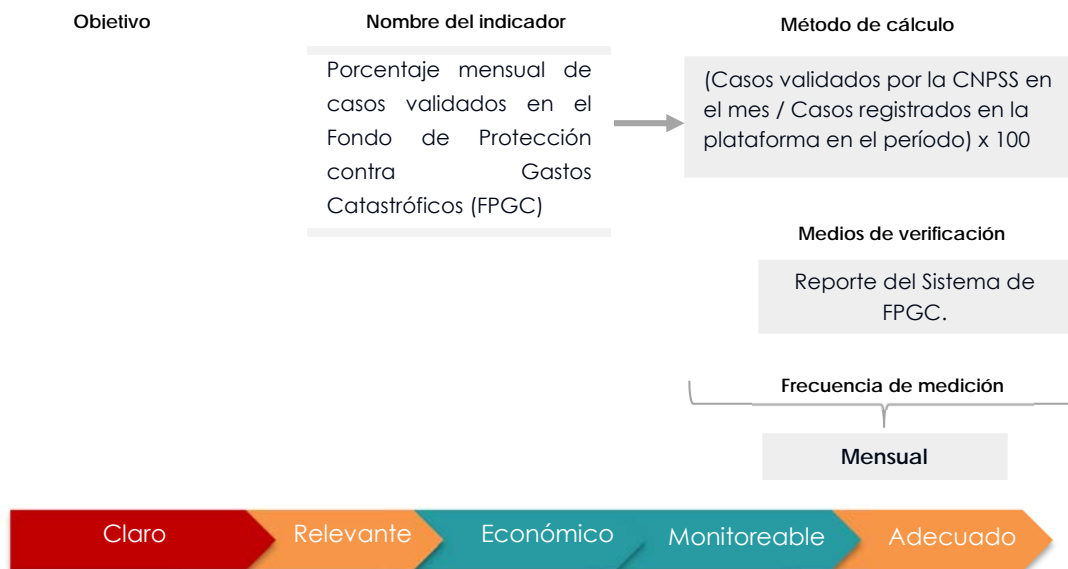 Objetivo
Nombre del indicador
Porcentaje mensual de
casos validados en el
Fondo de Protección
contra Gastos
Catastróficos (FPGC)
Método de cálculo
(Casos validados por la CNPSS en
el mes / Casos registrados en la
plataforma en el período) x 100
Medios de verificación
Reporte del Sistema de
FPGC.
Frecuencia de medición
Mensual
Claro
Relevante
Económico
Monitoreable
Adecuado